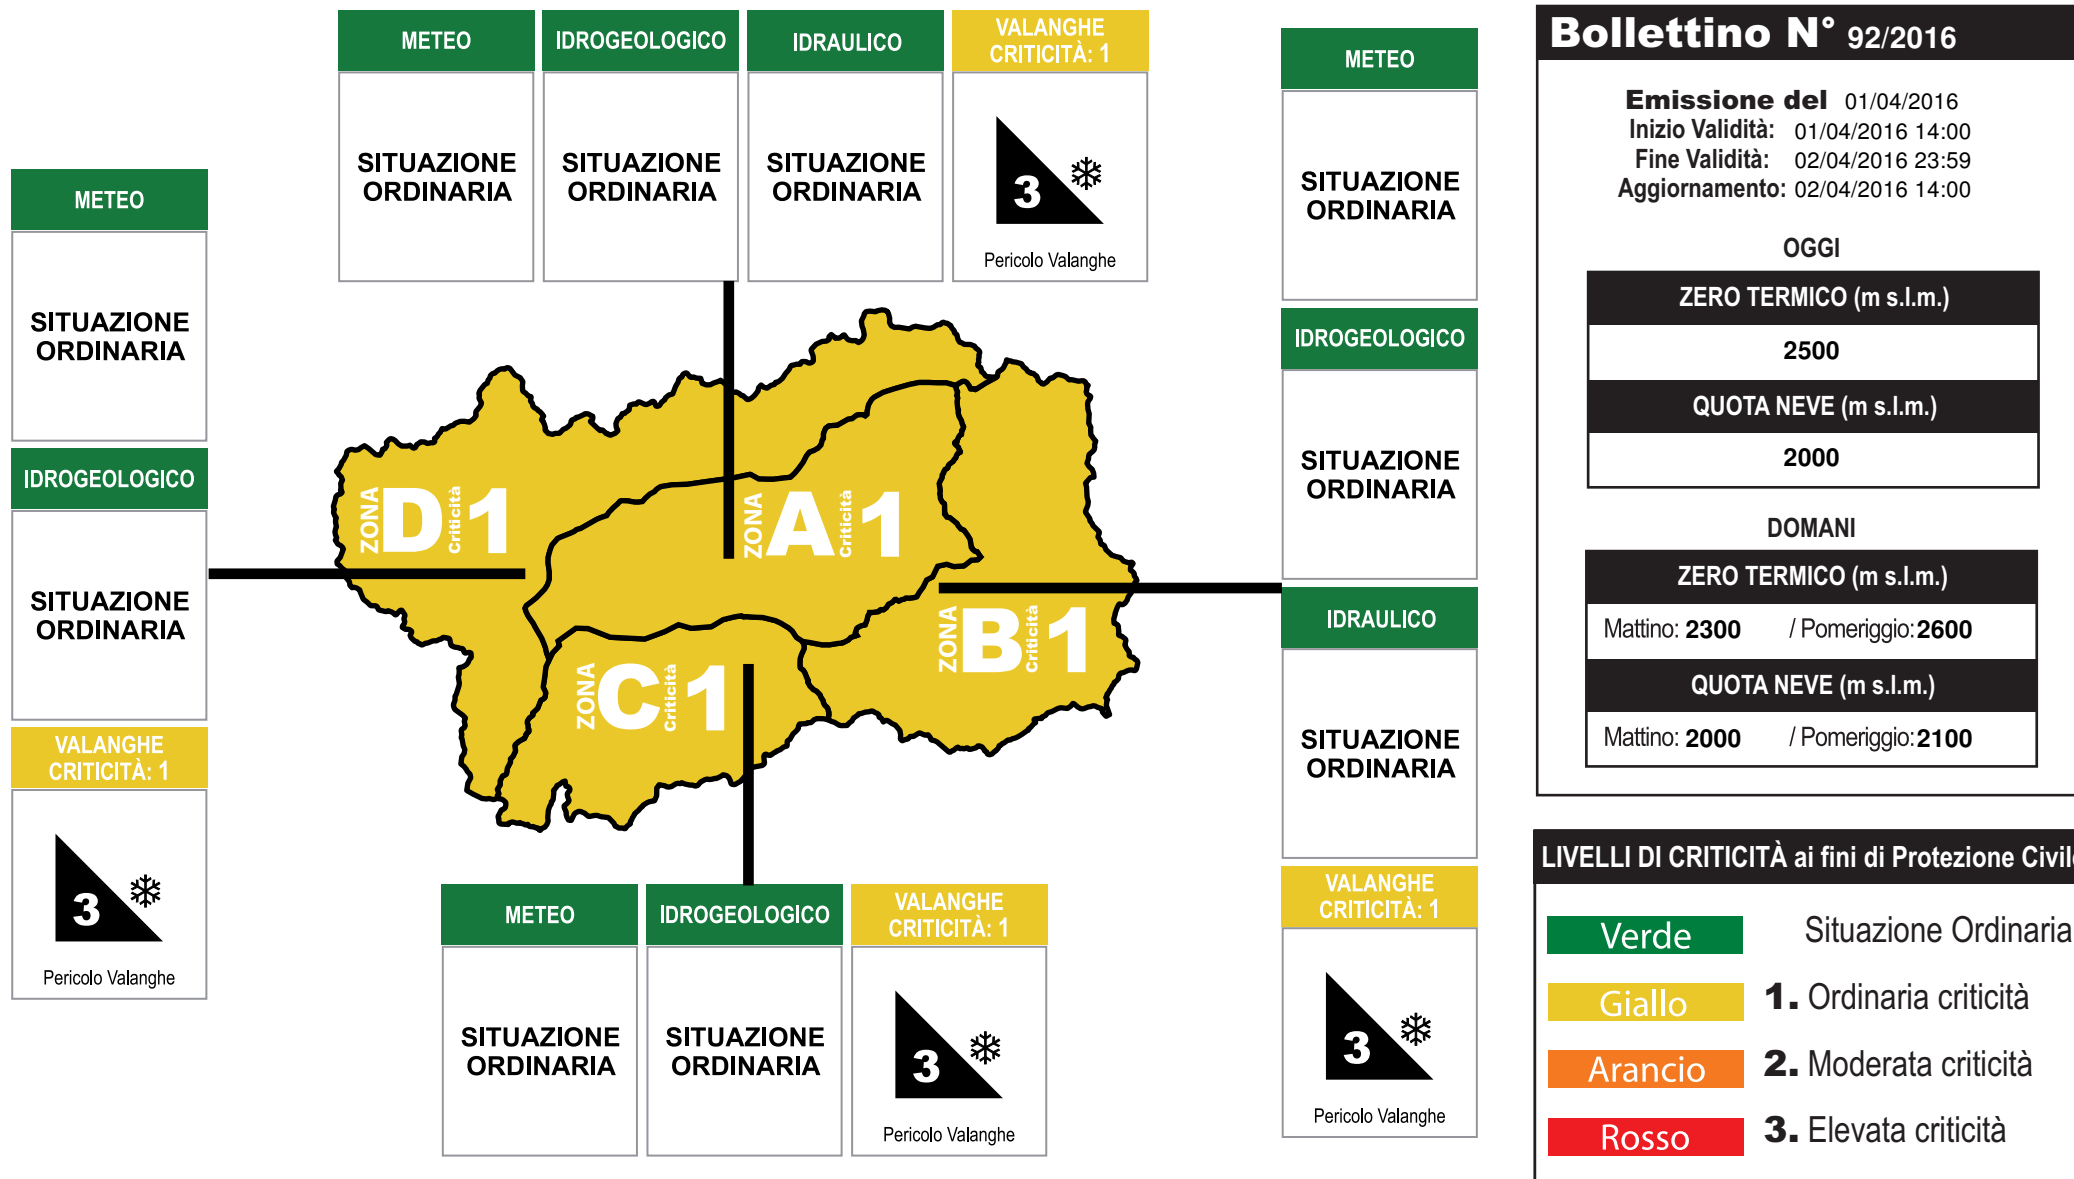 METEO
SITUAZIONE
ORDINARIA
IDROGEOLOGICO
SITUAZIONE
ORDINARIA
IDRAULICO
SITUAZIONE
ORDINARIA
VALANGHE
CRITICITÀ: 1
3
Pericolo Valanghe
METEO
SITUAZIONE
ORDINARIA
IDROGEOLOGICO
SITUAZIONE
ORDINARIA
VALANGHE
CRITICITÀ: 1
3
Pericolo Valanghe
ZONA D Criticità 1
ZONA A Criticità 1
ZONA B Criticità 1
ZONA C Criticità 1
METEO
SITUAZIONE
ORDINARIA
IDROGEOLOGICO
SITUAZIONE
ORDINARIA
VALANGHE
CRITICITÀ: 1
3
Pericolo Valanghe
METEO
SITUAZIONE
ORDINARIA
IDROGEOLOGICO
SITUAZIONE
ORDINARIA
IDRAULICO
SITUAZIONE
ORDINARIA
VALANGHE
CRITICITÀ: 1
3
Pericolo Valanghe
Bollettino N° 92/2016
Emissione del 01/04/2016
Inizio Validità: 01/04/2016 14:00
Fine Validità: 02/04/2016 23:59
Aggiornamento: 02/04/2016 14:00
OGGI
ZERO TERMICO (m s.l.m.)
2500
QUOTA NEVE (m s.l.m.)
2000
DOMANI
ZERO TERMICO (m s.l.m.)
Mattino: 2300 / Pomeriggio: 2600
QUOTA NEVE (m s.l.m.)
Mattino: 2000 / Pomeriggio: 2100
LIVELLI DI CRITICITÀ ai fini di Protezione Civile
Verde Situazione Ordinaria
Giallo 1. Ordinaria criticità
Arancio 2. Moderata criticità
Rosso 3. Elevata criticità